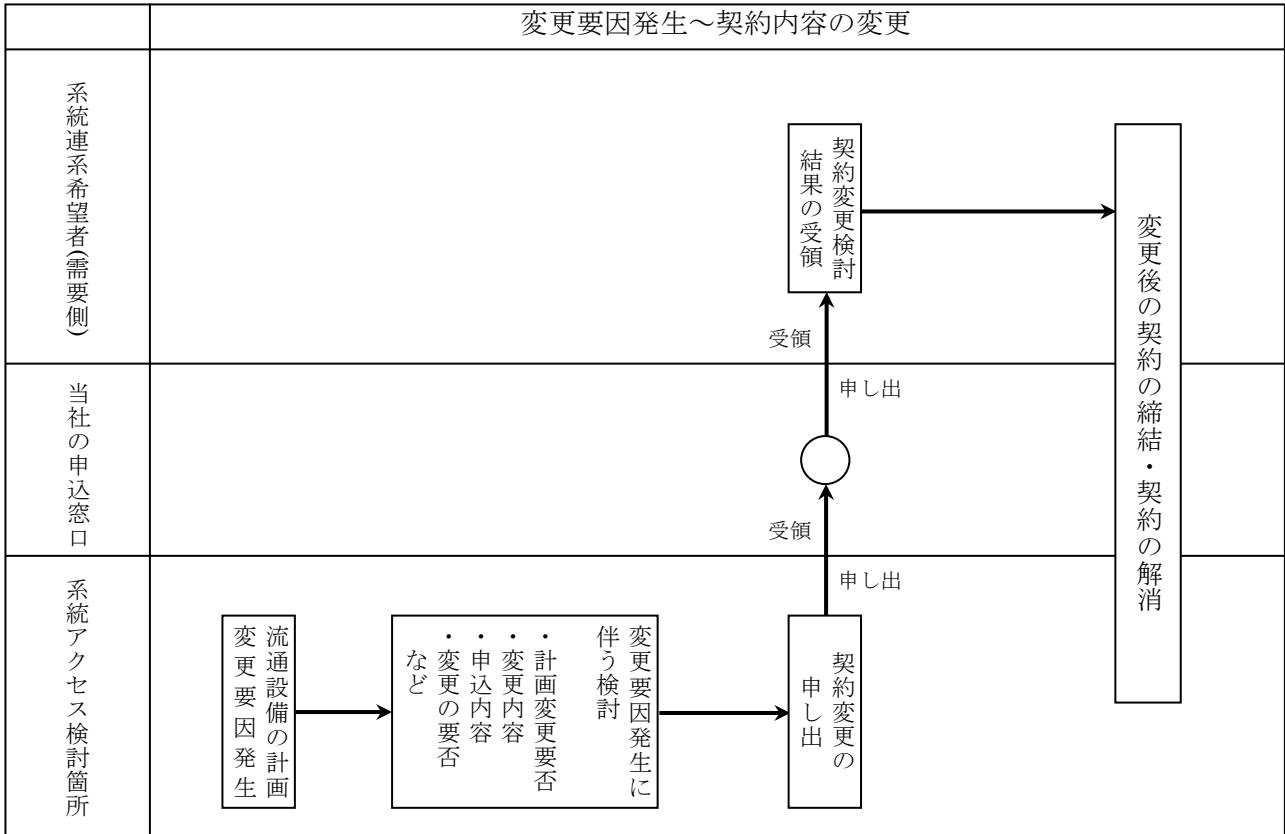 変更要因発生～契約内容の変更
系統連系希望者(需要側)
契約変更検討
結果の受領
変更後の契約の締結・契約の解消
受領
申し出
当社の申込窓口
受領
申し出
系統アクセス検討箇所
流通設備の計画
変更要因発生
変更要因発生に
伴う検討
・計画変更要否
・変更内容
・申込内容
・変更の要否
など
契約変更の
申し出